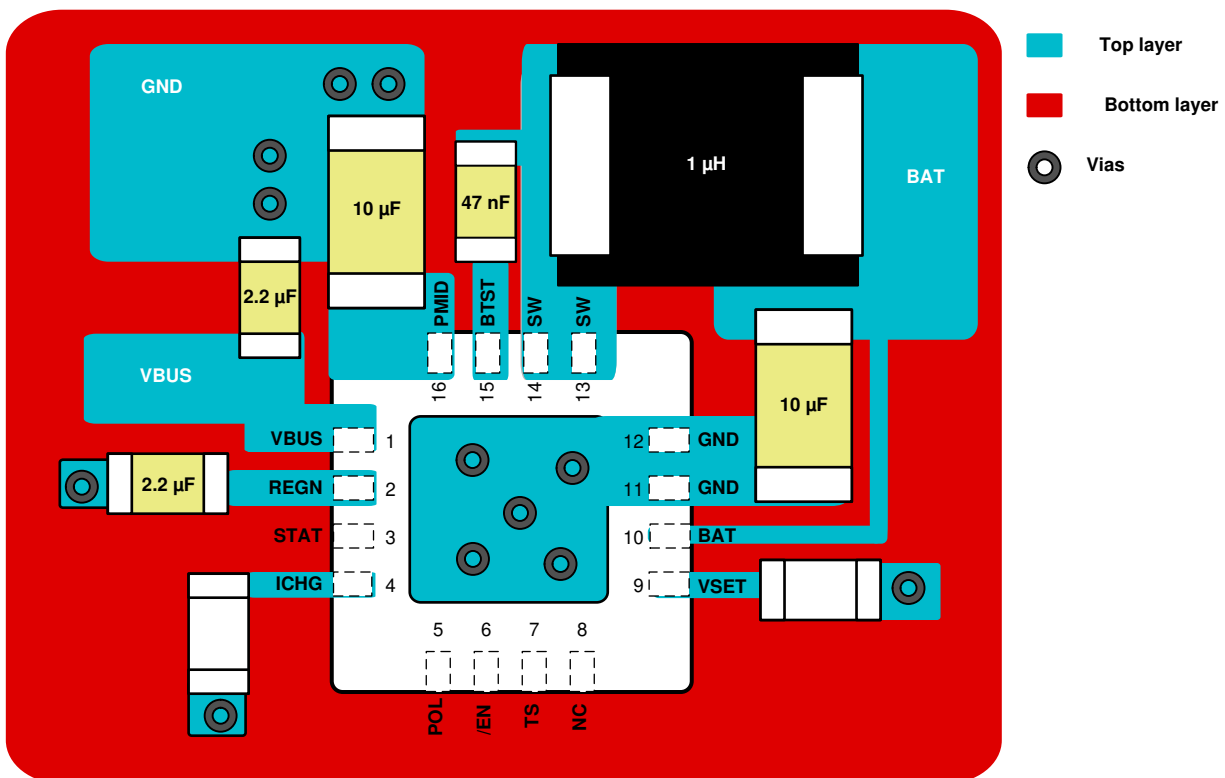 Top layer
GND
Bottom layer
1 µH
Vias
BAT
10 µF
47 nF
2.2 µF
PMID
BTST
SW
SW
VBUS
16
15
14
13
10 µF
VBUS
1
12
GND
2.2 µF
REGN
2
11
GND
STAT
3
10
BAT
ICHG
4
9
VSET
5
6
7
8
POL
/EN
TS
NC